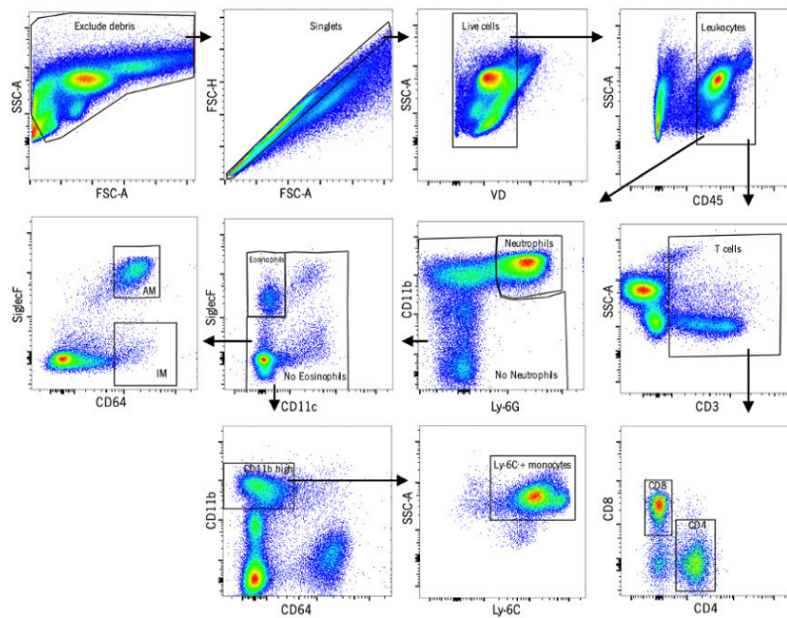 Exclude debris
SSC-A
FSC-A
Singlets
FSC-H
FSC-A
Live cells
SSC-A
VD
Leukocytes
SSC-A
CD45
AM
IM
SiglecF
CD64
Eosinophils
No Eosinophils
SiglecF
CD11c
Neutrophils
No Neutrophils
CD11b
Ly-6G
T cells
SSC-A
CD3
CD11b high
CD11b
CD64
Ly-6C + monocytes
SSC-A
Ly-6C
CD8
CD4
CD8
CD4